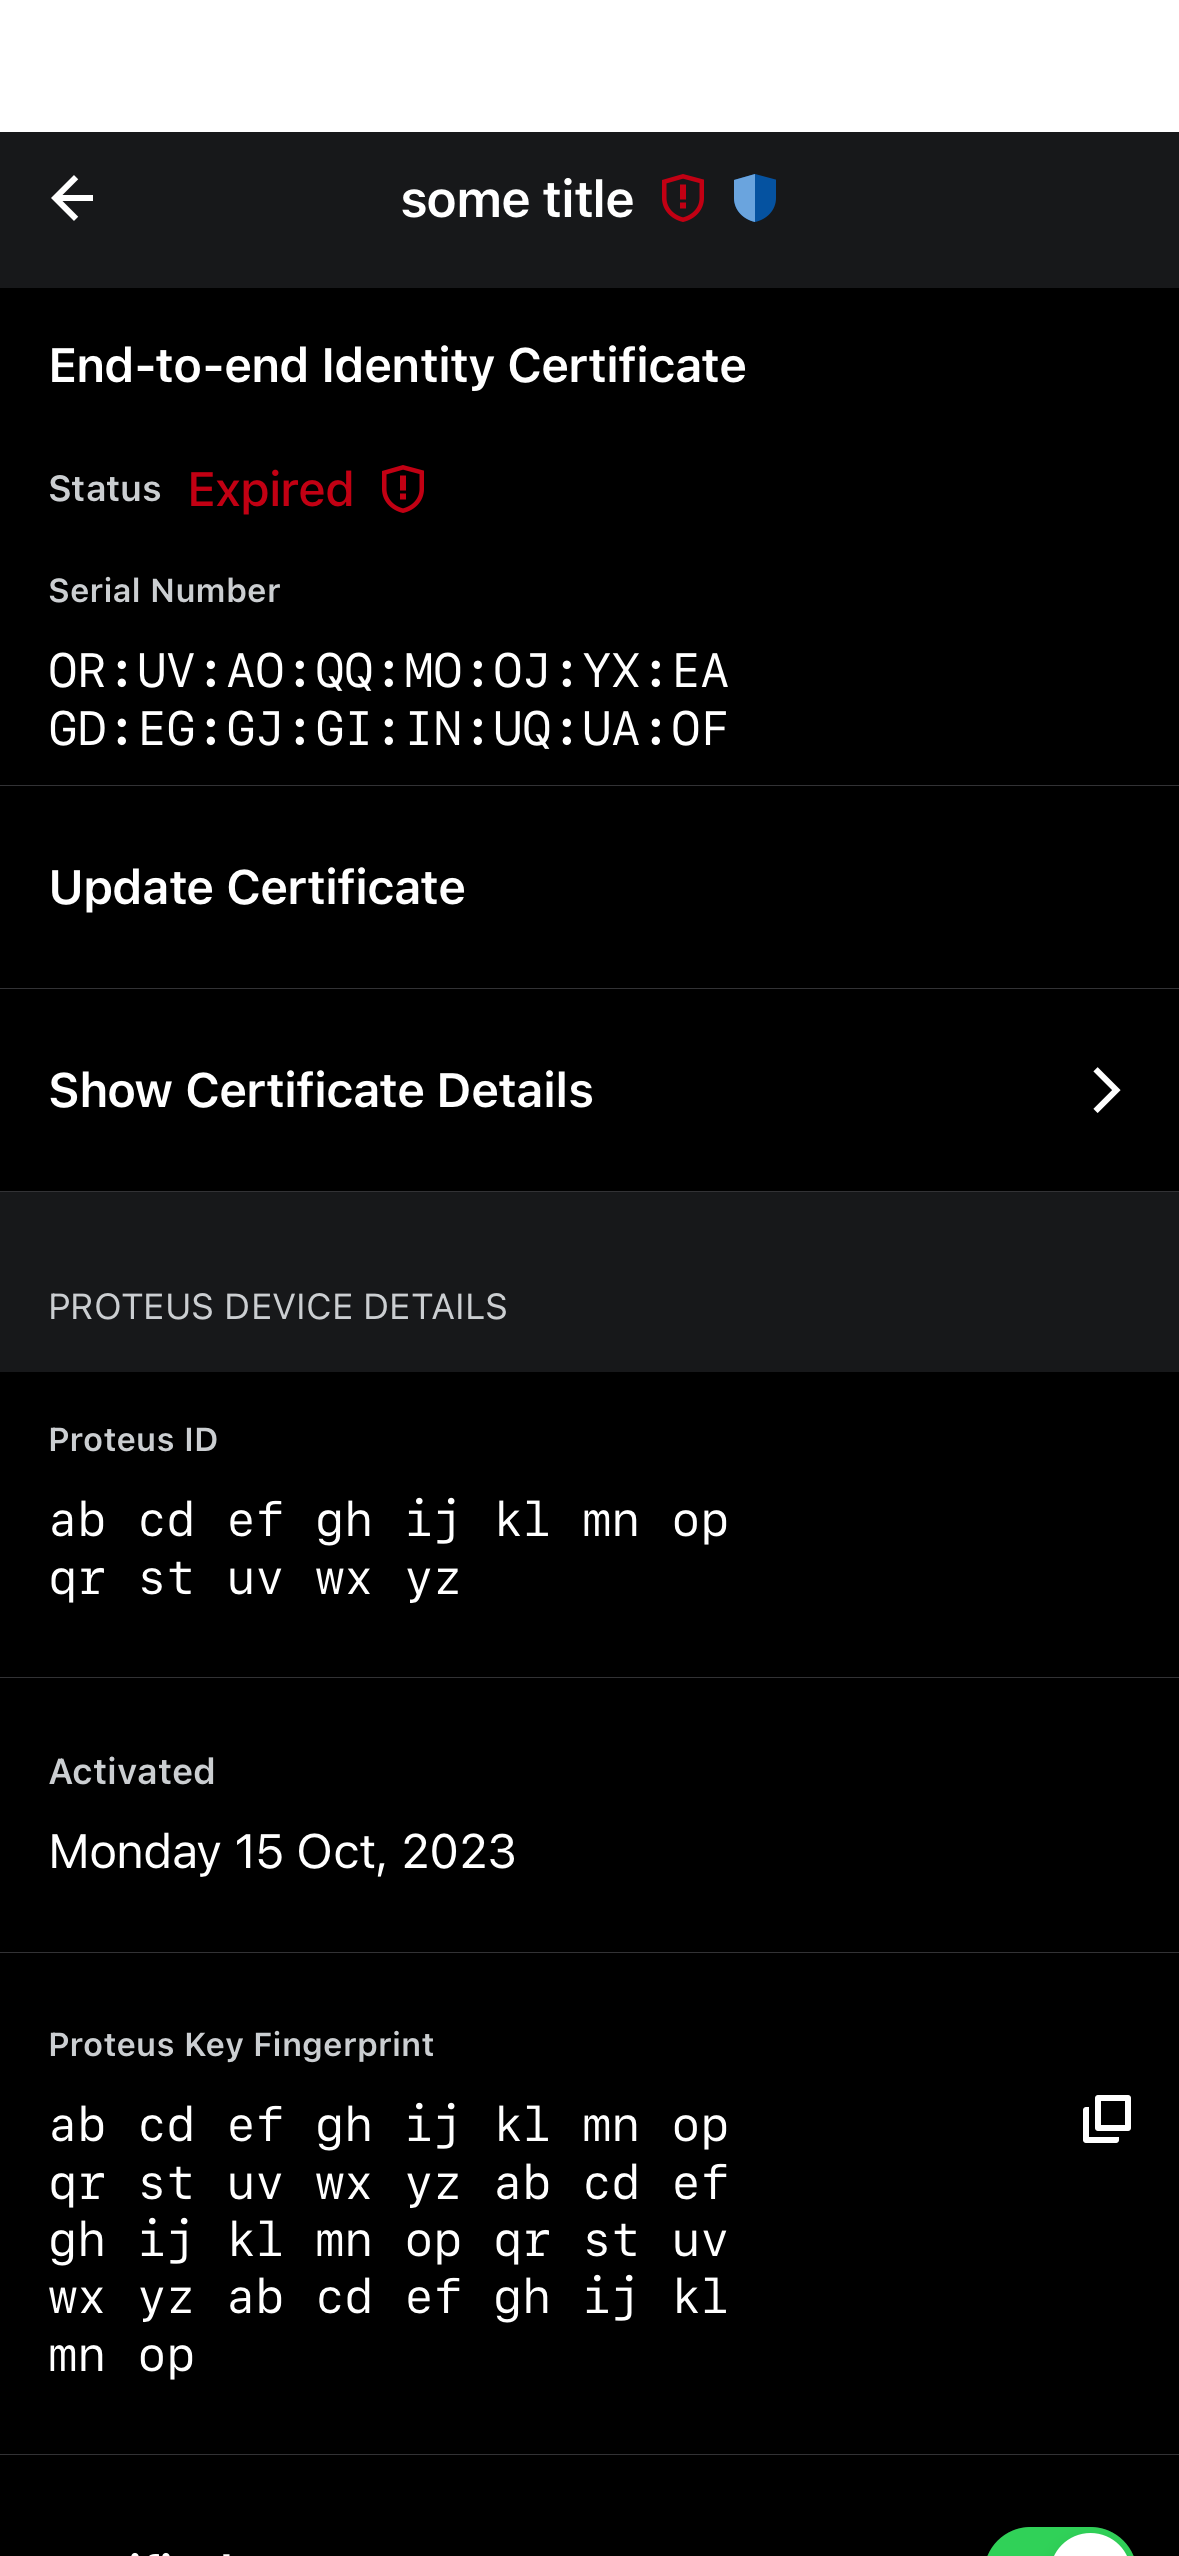 some title
End-to-end Identity Certificate
Status Expired
Serial Number
OR:UV:AO:QQ:MO:OJ:YX:EA
GD:EG:GJ:GI:IN:UQ:UA:OF
Update Certificate
Show Certificate Details
PROTEUS DEVICE DETAILS
Proteus ID
ab cd ef gh ij kl mn op
qr st uv wx yz
Activated
Monday 15 Oct, 2023
Proteus Key Fingerprint
ab cd ef gh ij kl mn op
qr st uv wx yz ab cd ef
gh ij kl mn op qr st uv
wx yz ab cd ef gh ij kl
mn op